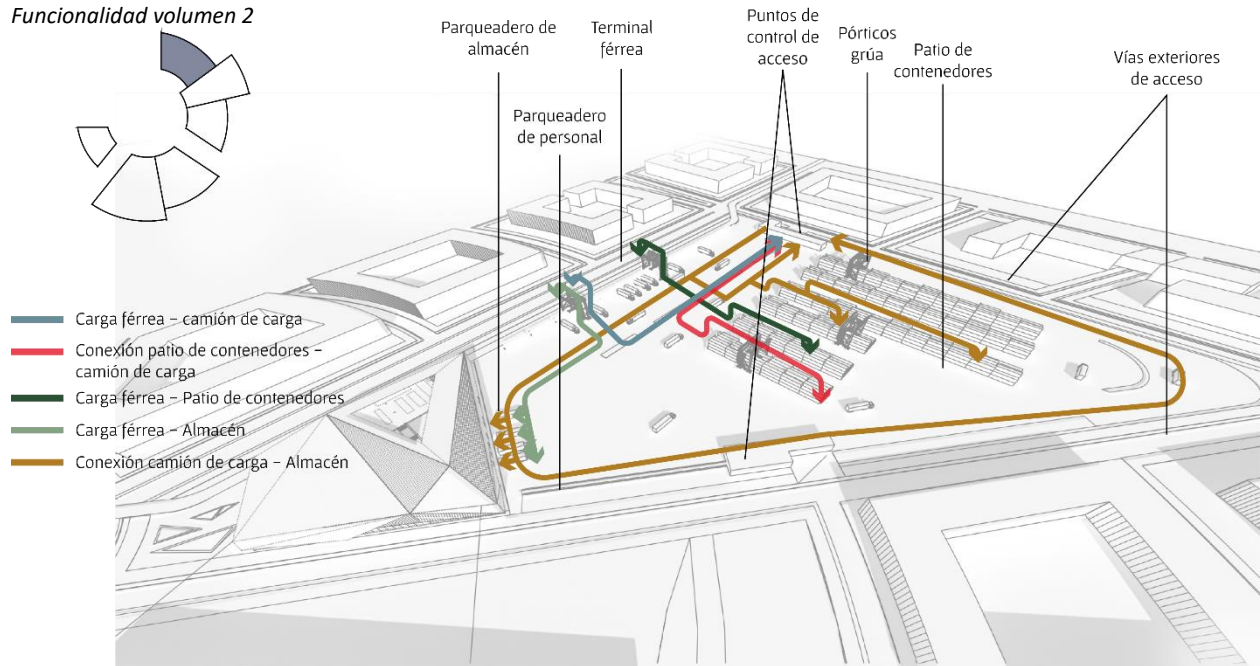 Funcionalidad volumen 2
Parqueadero de
almacén
Terminal
férrea
Puntos de
control de
acceso
Pórticos
grúa
Patio de
contenedores
Vías exteriores
de acceso
Parqueadero
de personal
Carga férrea – camión de carga
Conexión patio de contenedores –
camión de carga
Carga férrea – Patio de contenedores
Carga férrea – Almacén
Conexión camión de carga – Almacén